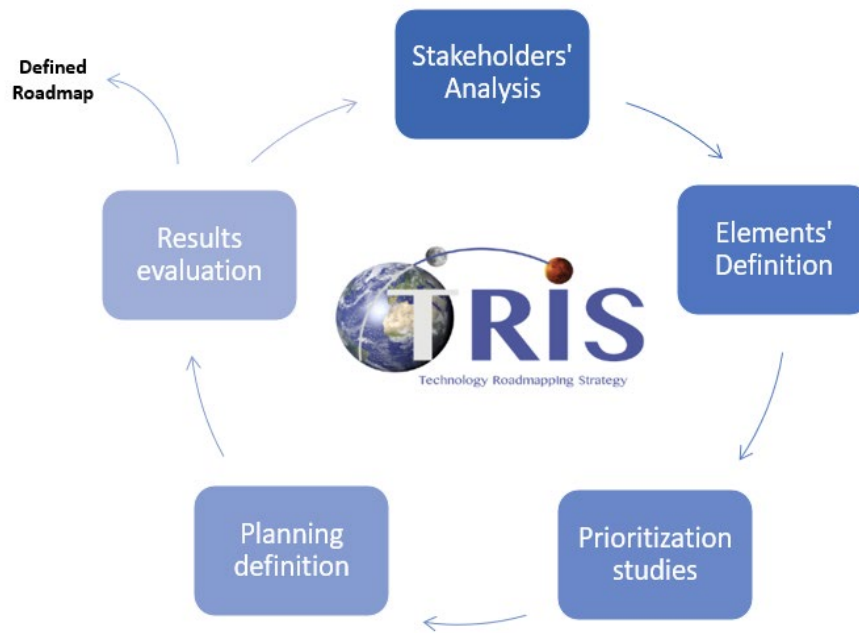 Stakeholders'
Analysis
Defined
Roadmap
Elements'
Definition
Results
evaluation
TRIS
Technology Roadmapping Strategy
Planning
definition
Prioritization
studies